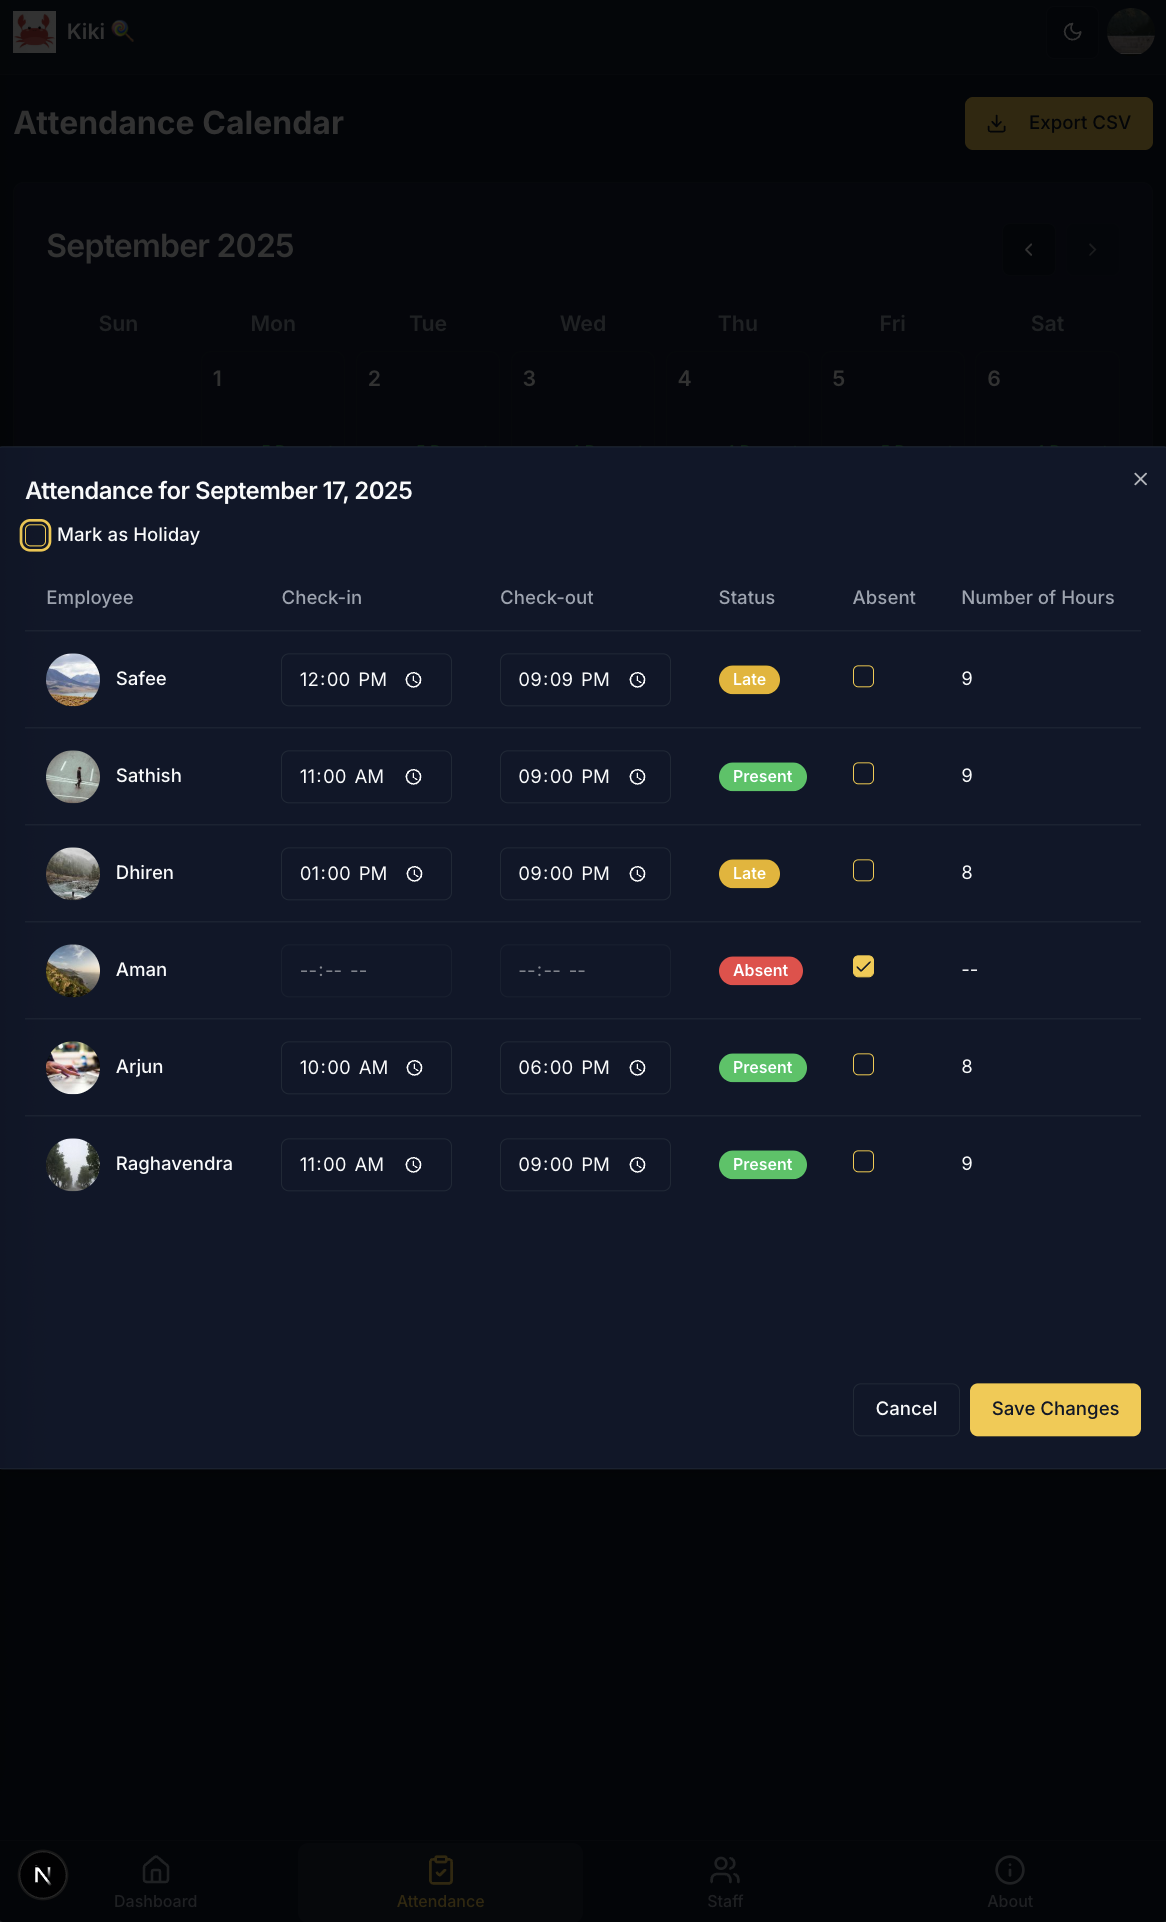 Kiki
Attendance Calendar
Export CSV
September 2025
Sun Mon Tue Wed Thu Fri Sat
1 2 3 4 5 6
Attendance for September 17, 2025
Mark as Holiday
Employee Check-in Check-out Status Absent Number of Hours
Safee 12:00 PM 09:09 PM Late 9
Sathish 11:00 AM 09:00 PM Present 9
Dhiren 01:00 PM 09:00 PM Late 8
Aman --:-- -- --:-- -- Absent --
Arjun 10:00 AM 06:00 PM Present 8
Raghavendra 11:00 AM 09:00 PM Present 9
Cancel Save Changes
N
Dashboard Attendance Staff About